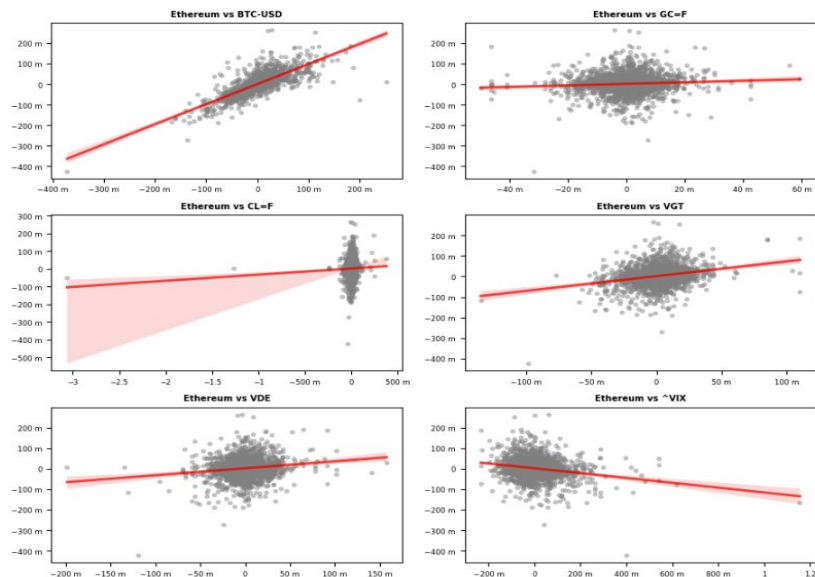 Ethereum vs BTC-USD
200 m
100 m
0
−100 m
−200 m
−300 m
−400 m
−400 m −300 m −200 m −100 m 0 100 m 200 m
Ethereum vs GC=F
200 m
100 m
0
−100 m
−200 m
−300 m
−400 m
−40 m −20 m 0 20 m 40 m 60 m
Ethereum vs CL=F
300 m
200 m
100 m
0
−100 m
−200 m
−300 m
−400 m
−500 m
−3 −2.5 −2 −1.5 −1 −500 m 0 500 m
Ethereum vs VGT
200 m
100 m
0
−100 m
−200 m
−300 m
−400 m
−100 m −50 m 0 50 m 100 m
Ethereum vs VDE
200 m
100 m
0
−100 m
−200 m
−300 m
−400 m
−200 m −150 m −100 m −50 m 0 50 m 100 m 150 m
Ethereum vs ^VIX
200 m
100 m
0
−100 m
−200 m
−300 m
−400 m
−200 m 0 200 m 400 m 600 m 800 m 1 1.2